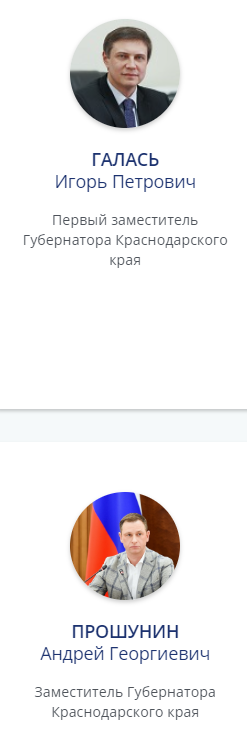 ГАЛАСЬ
Игорь Петрович
Первый заместитель
Губернатора Краснодарского
края
ПРОШУНИН
Андрей Георгиевич
Заместитель Губернатора
Краснодарского края